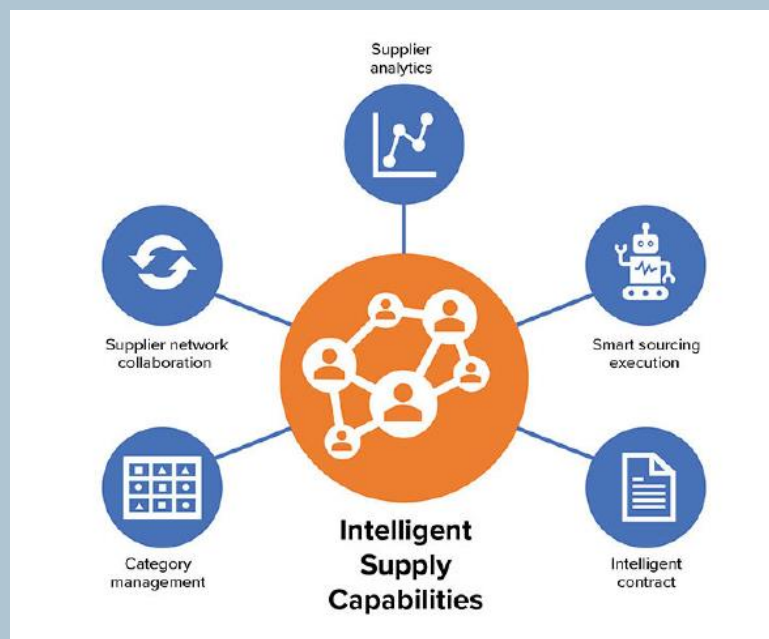 Supplier
analytics
Supplier network
collaboration
Smart sourcing
execution
Category
management
Intelligent
Supply
Capabilities
Intelligent
contract